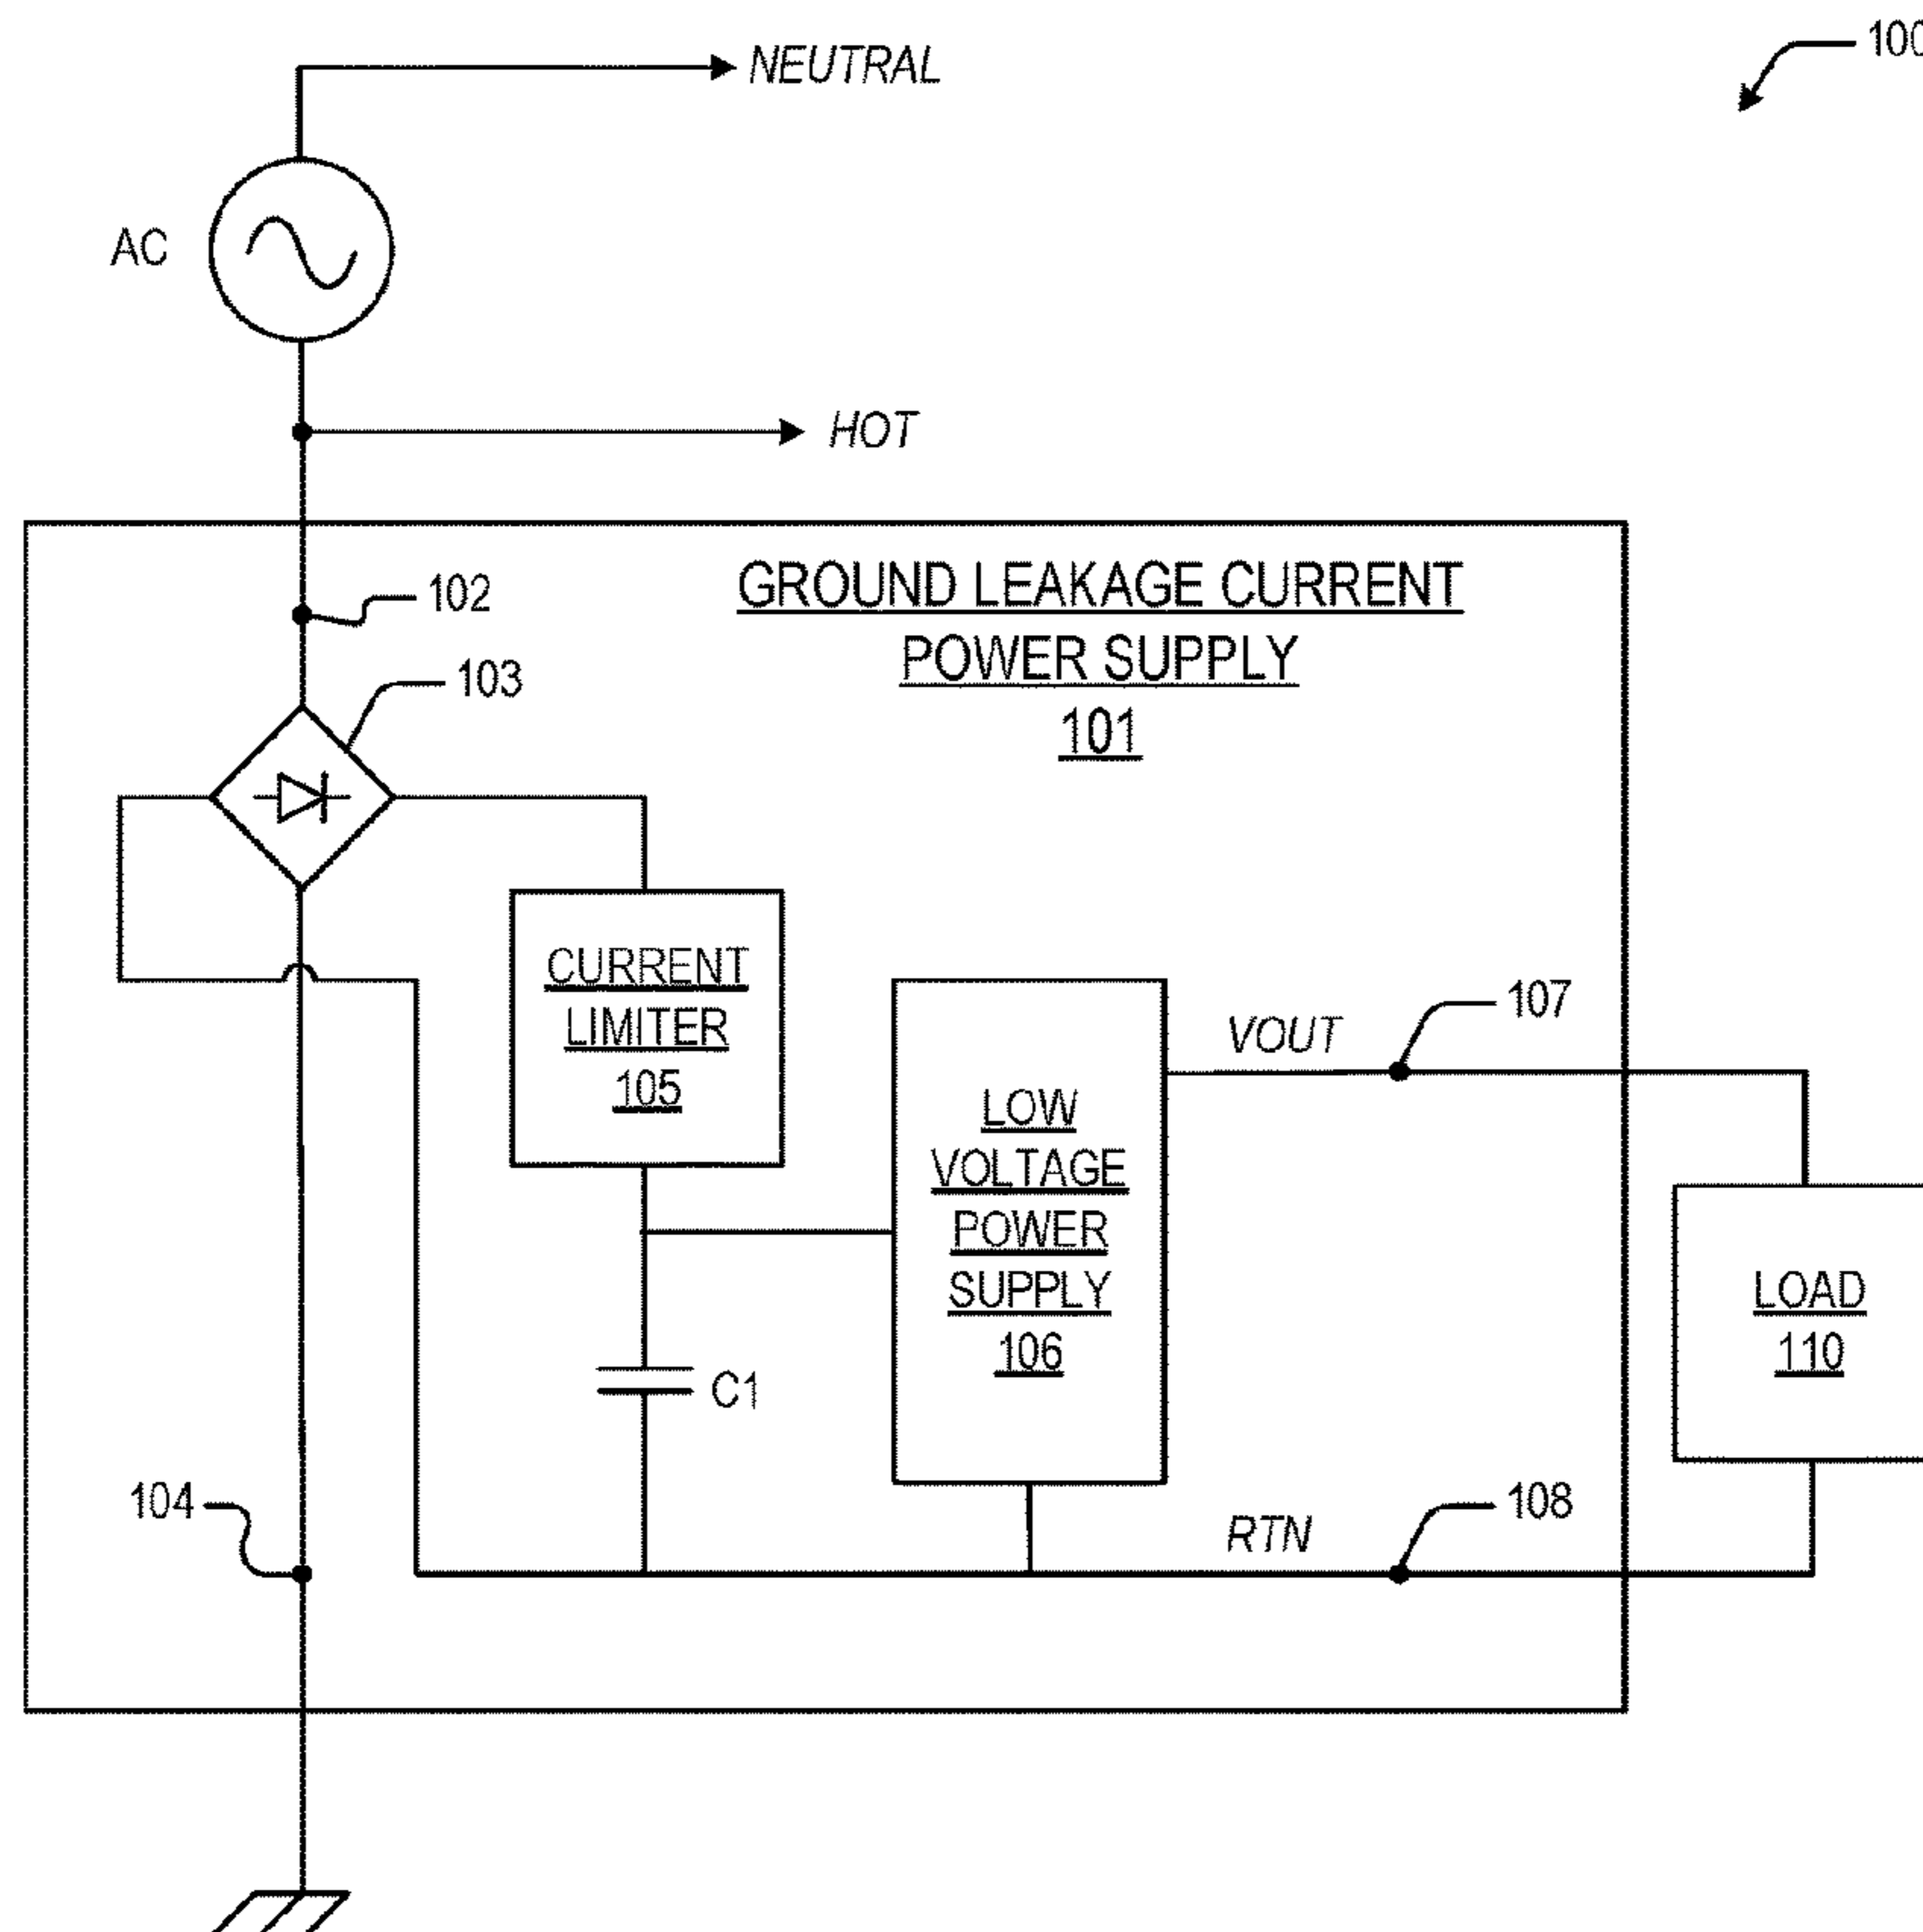 NEUTRAL
100
AC
HOT
102
GROUND LEAKAGE CURRENT
POWER SUPPLY
101
103
CURRENT
LIMITER
105
107
VOUT
LOW
VOLTAGE
POWER
SUPPLY
106
LOAD
110
C1
104
108
RTN